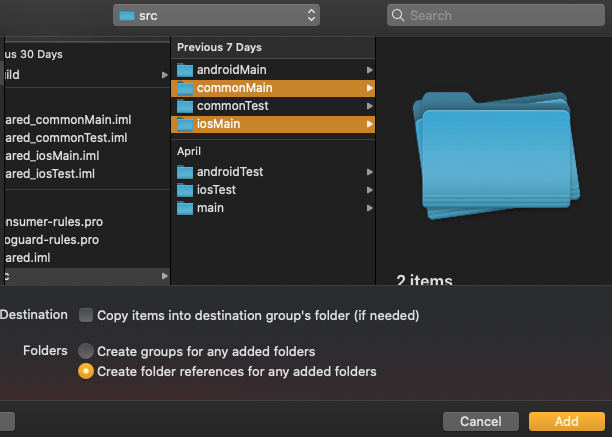 src
Search
us 30 Days
ild
ared_commonMain.iml
ared_commonTest.iml
ared_iosMain.iml
ared_iosTest.iml
nsumer-rules.pro
oguard-rules.pro
ared.iml
c
Previous 7 Days
androidMain
commonMain
commonTest
iosMain
April
androidTest
iosTest
main
2 items
Destination
Copy items into destination group's folder (if needed)
Folders
Create groups for any added folders
Create folder references for any added folders
Cancel
Add